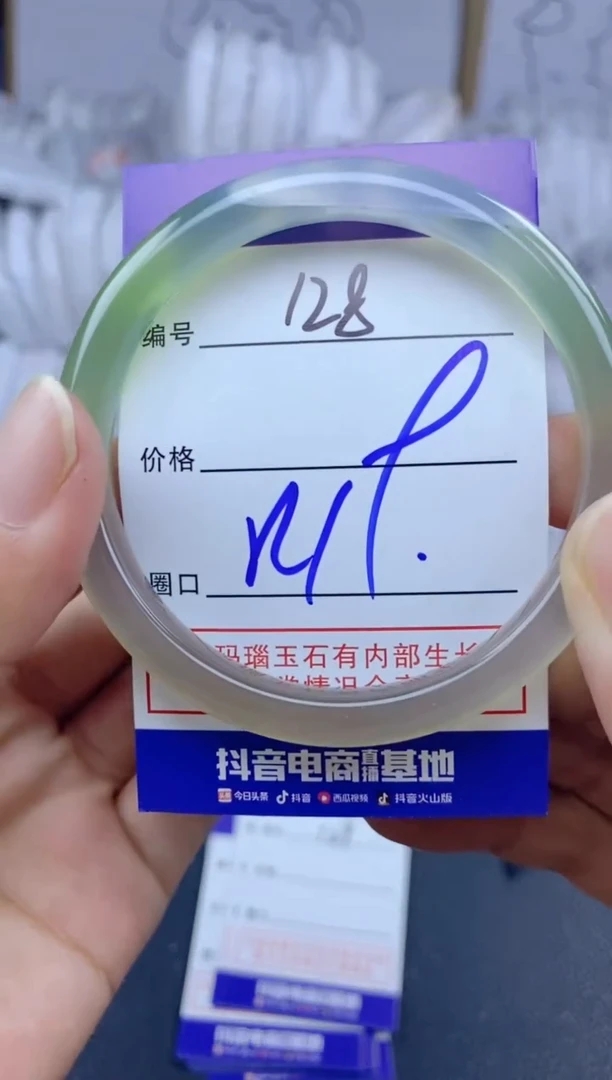 编号 128
价格
圈口
玛瑙玉石有内部生长
抖音电商直播基地
今日头条 抖音 西瓜视频 抖音火山版